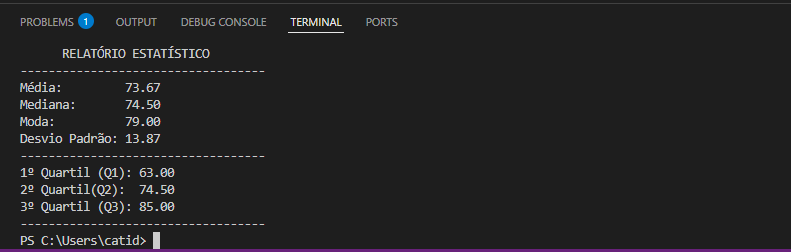 PROBLEMS 1 OUTPUT DEBUG CONSOLE TERMINAL PORTS
RELATÓRIO ESTATÍSTICO
-----------------------------------
Média: 73.67
Mediana: 74.50
Moda: 79.00
Desvio Padrão: 13.87
-----------------------------------
1º Quartil (Q1): 63.00
2º Quartil(Q2): 74.50
3º Quartil (Q3): 85.00
-----------------------------------
PS C:\Users\catid>